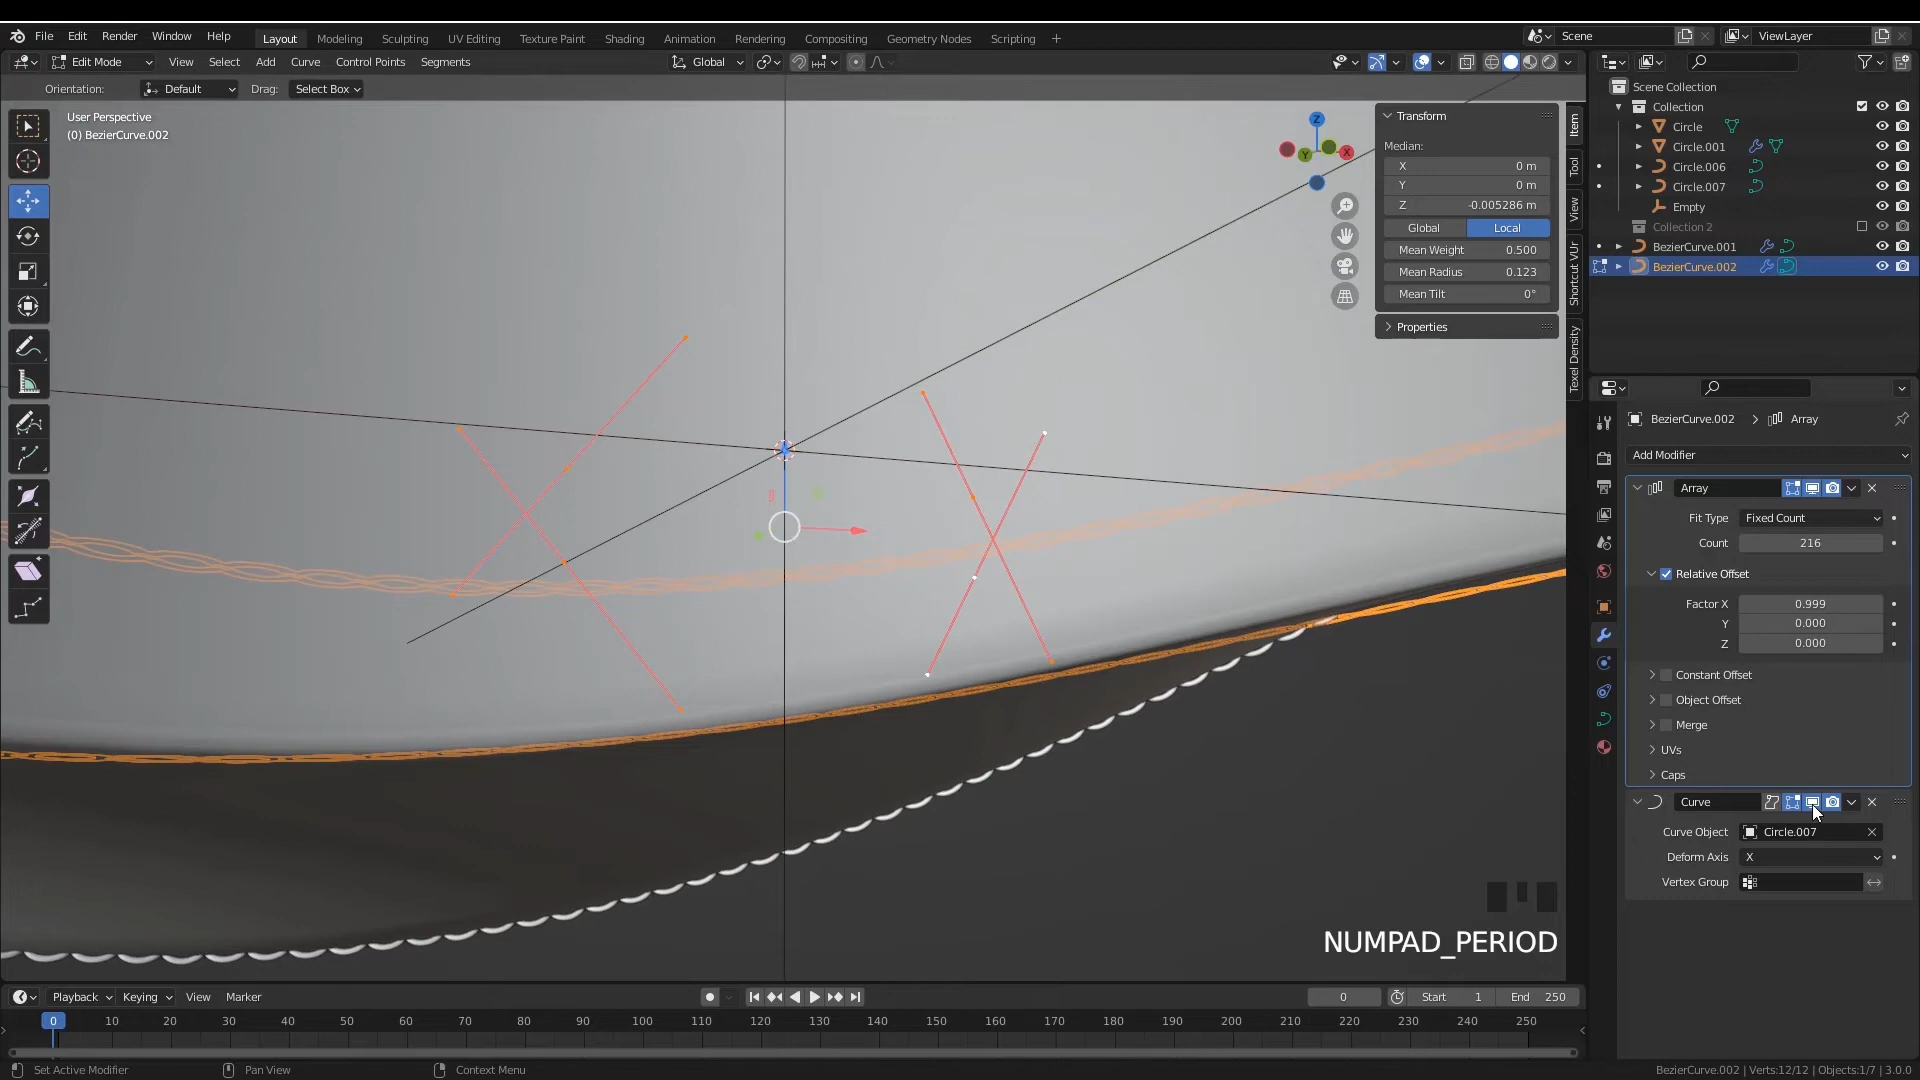 File Edit Render Window Help Layout Modeling Sculpting UV Editing Texture Paint Shading Animation Rendering Compositing Geometry Nodes Scripting + Scene ViewLayer
Edit Mode View Select Add Curve Control Points Segments Global
Orientation: Default Drag: Select Box
User Perspective
(0) BezierCurve.002
Z
Y
X
Transform
Median:
X 0 m
Y 0 m
Z -0.005286 m
Global Local
Mean Weight 0.500
Mean Radius 0.123
Mean Tilt 0°
Properties
Item
Tool
View
Shortcut VUr
Texel Density
NUMPAD_PERIOD
Scene Collection
Collection
Circle
Circle.001
Circle.006
Circle.007
Empty
Collection 2
BezierCurve.001
BezierCurve.002
BezierCurve.002 > Array
Add Modifier
Array
Fit Type Fixed Count
Count 216
Relative Offset
Factor X 0.999
Y 0.000
Z 0.000
Constant Offset
Object Offset
Merge
UVs
Caps
Curve
Curve Object Circle.007
Deform Axis X
Vertex Group
Playback Keying View Marker 0 Start 1 End 250
0 10 20 30 40 50 60 70 80 90 100 110 120 130 140 150 160 170 180 190 200 210 220 230 240 250
Set Active Modifier Pan View Context Menu BezierCurve.002 | Verts:12/12 | Objects:1/7 | 3.0.0